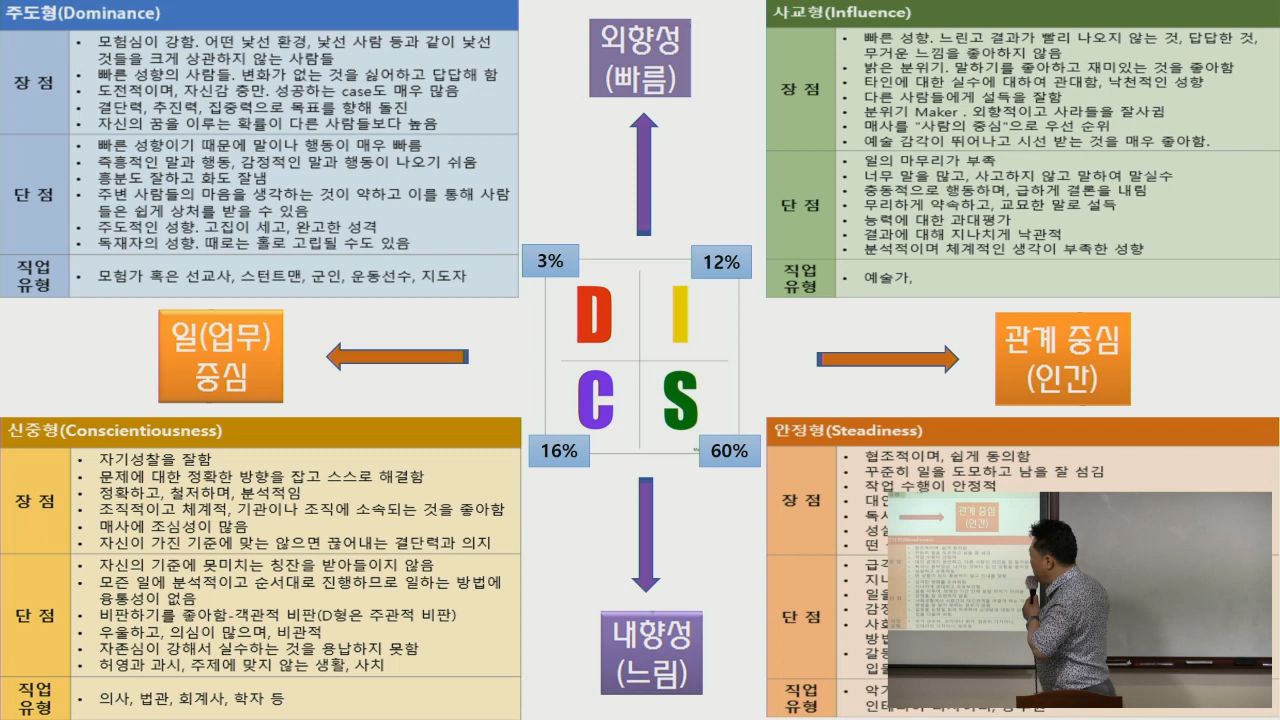 주도형(Dominance)
장 점
• 모험심이 강함. 어떤 낯선 환경, 낯선 사람 등과 같이 낯선
것들을 크게 상관하지 않는 사람들
• 빠른 성향의 사람들. 변화가 없는 것을 싫어하고 답답해 함
• 도전적이며, 자신감 충만. 성공하는 case도 매우 많음
• 결단력, 추진력, 집중력으로 목표를 향해 돌진
• 자신의 꿈을 이루는 확률이 다른 사람들보다 높음
단 점
• 빠른 성향이기 때문에 말이나 행동이 매우 빠름
• 즉흥적인 말과 행동, 감정적인 말과 행동이 나오기 쉬움
• 흥분도 잘하고 화도 잘냄
• 주변 사람들의 마음을 생각하는 것이 약하고 이를 통해 사람
들은 쉽게 상처를 받을 수 있음
• 주도적인 성향. 고집이 세고, 완고한 성격
• 독재자의 성향. 때로는 홀로 고립될 수도 있음
직업
유형
• 모험가 혹은 선교사, 스턴트맨, 군인, 운동선수, 지도자
외향성
(빠름)
사교형(Influence)
장 점
• 빠른 성향. 느린고 결과가 빨리 나오지 않는 것, 답답한 것,
무거운 느낌을 좋아하지 않음
• 밝은 분위기. 말하기를 좋아하고 재미있는 것을 좋아함
• 타인에 대한 실수에 대하여 관대함, 낙천적인 성향
• 다른 사람들에게 설득을 잘함
• 분위기 Maker . 외향적이고 사라들을 잘사귐
• 매사를 "사람의 중심"으로 우선 순위
• 예술 감각이 뛰어나고 시선 받는 것을 매우 좋아함.
단 점
• 일의 마무리가 부족
• 너무 말을 많고, 사고하지 않고 말하여 말실수
• 충동적으로 행동하며, 급하게 결론을 내림
• 무리하게 약속하고, 교묘한 말로 설득
• 능력에 대한 과대평가
• 결과에 대해 지나치게 낙관적
• 분석적이며 체계적인 생각이 부족한 성향
직업
유형
• 예술가,
3%
12%
D I
C S
16%
60%
일(업무)
중심
관계 중심
(인간)
신중형(Conscientiousness)
장 점
• 자기성찰을 잘함
• 문제에 대한 정확한 방향을 잡고 스스로 해결함
• 정확하고, 철저하며, 분석적임
• 조직적이고 체계적, 기관이나 조직에 소속되는 것을 좋아함
• 매사에 조심성이 많음
• 자신이 가진 기준에 맞는 않으면 끊어내는 결단력과 의지
단 점
• 자신의 기준에 못미치는 칭찬을 받아들이지 않음
• 모즌 일에 분석적이고 순서대로 진행하므로 일하는 방법에
융통성이 없음
• 비판하기를 좋아함-객관적 비판(D형은 주관적 비판)
• 우울하고, 의심이 많으며, 비관적
• 자존심이 강해서 실수하는 것을 용납하지 못함
• 허영과 과시, 주제에 맞지 않는 생활, 사치
직업
유형
• 의사, 법관, 회계사, 학자 등
내향성
(느림)
안정형(Steadiness)
장 점
• 협조적이며, 쉽게 동의함
• 꾸준히 일을 도모하고 남을 잘 섬김
• 작업 수행이 안정적
단 점
직업
유형
관계 중심
(인간)